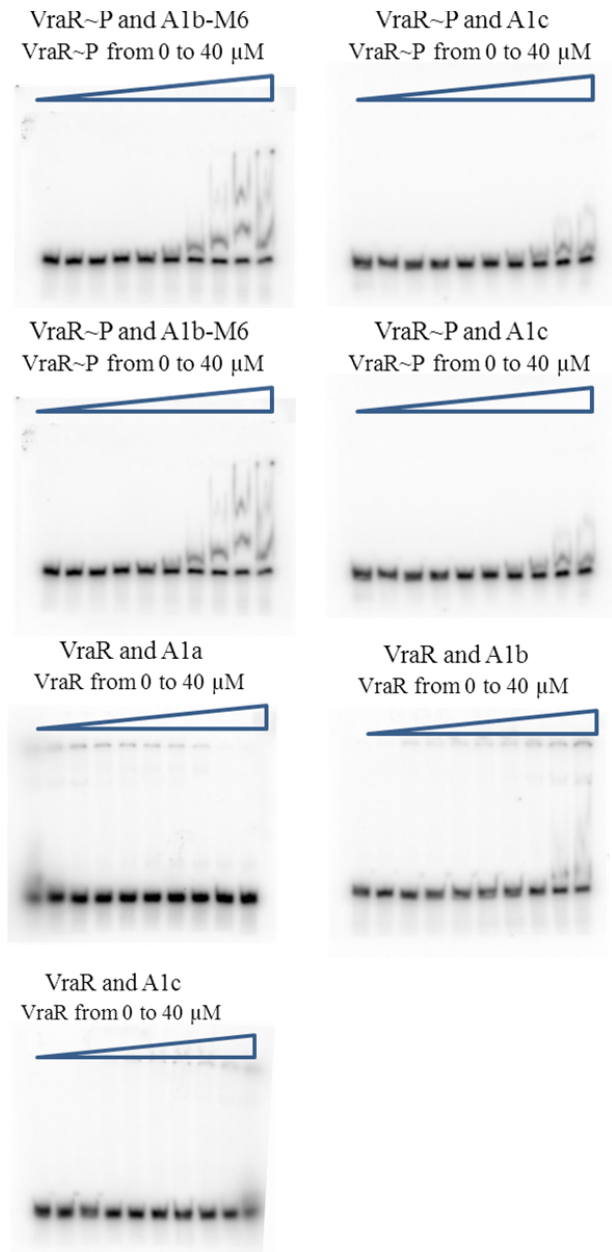 VraR~P and A1b-M6
VraR~P from 0 to 40 µM
VraR~P and A1c
VraR~P from 0 to 40 µM
VraR~P and A1b-M6
VraR~P from 0 to 40 µM
VraR~P and A1c
VraR~P from 0 to 40 µM
VraR and A1a
VraR from 0 to 40 µM
VraR and A1b
VraR from 0 to 40 µM
VraR and A1c
VraR from 0 to 40 µM